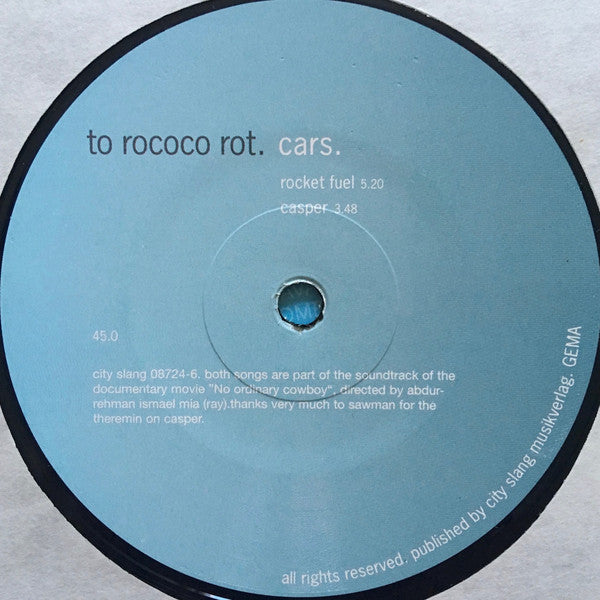 to rococo rot. cars.
rocket fuel 5.20
casper 3.48
45.0
city slang 08724-6. both songs are part of the soundtrack of the
documentary movie "No ordinary cowboy", directed by abdur-
rehman ismael mia (ray).thanks very much to sawman for the
theremin on casper.
all rights reserved. published by city slang musikverlag. GEMA